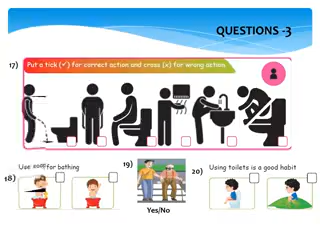 QUESTIONS -3
17) Put a tick (✓) for correct action and cross (x) for wrong action
Use soap for bathing
18)
19)
Yes/No
Using toilets is a good habit
20)